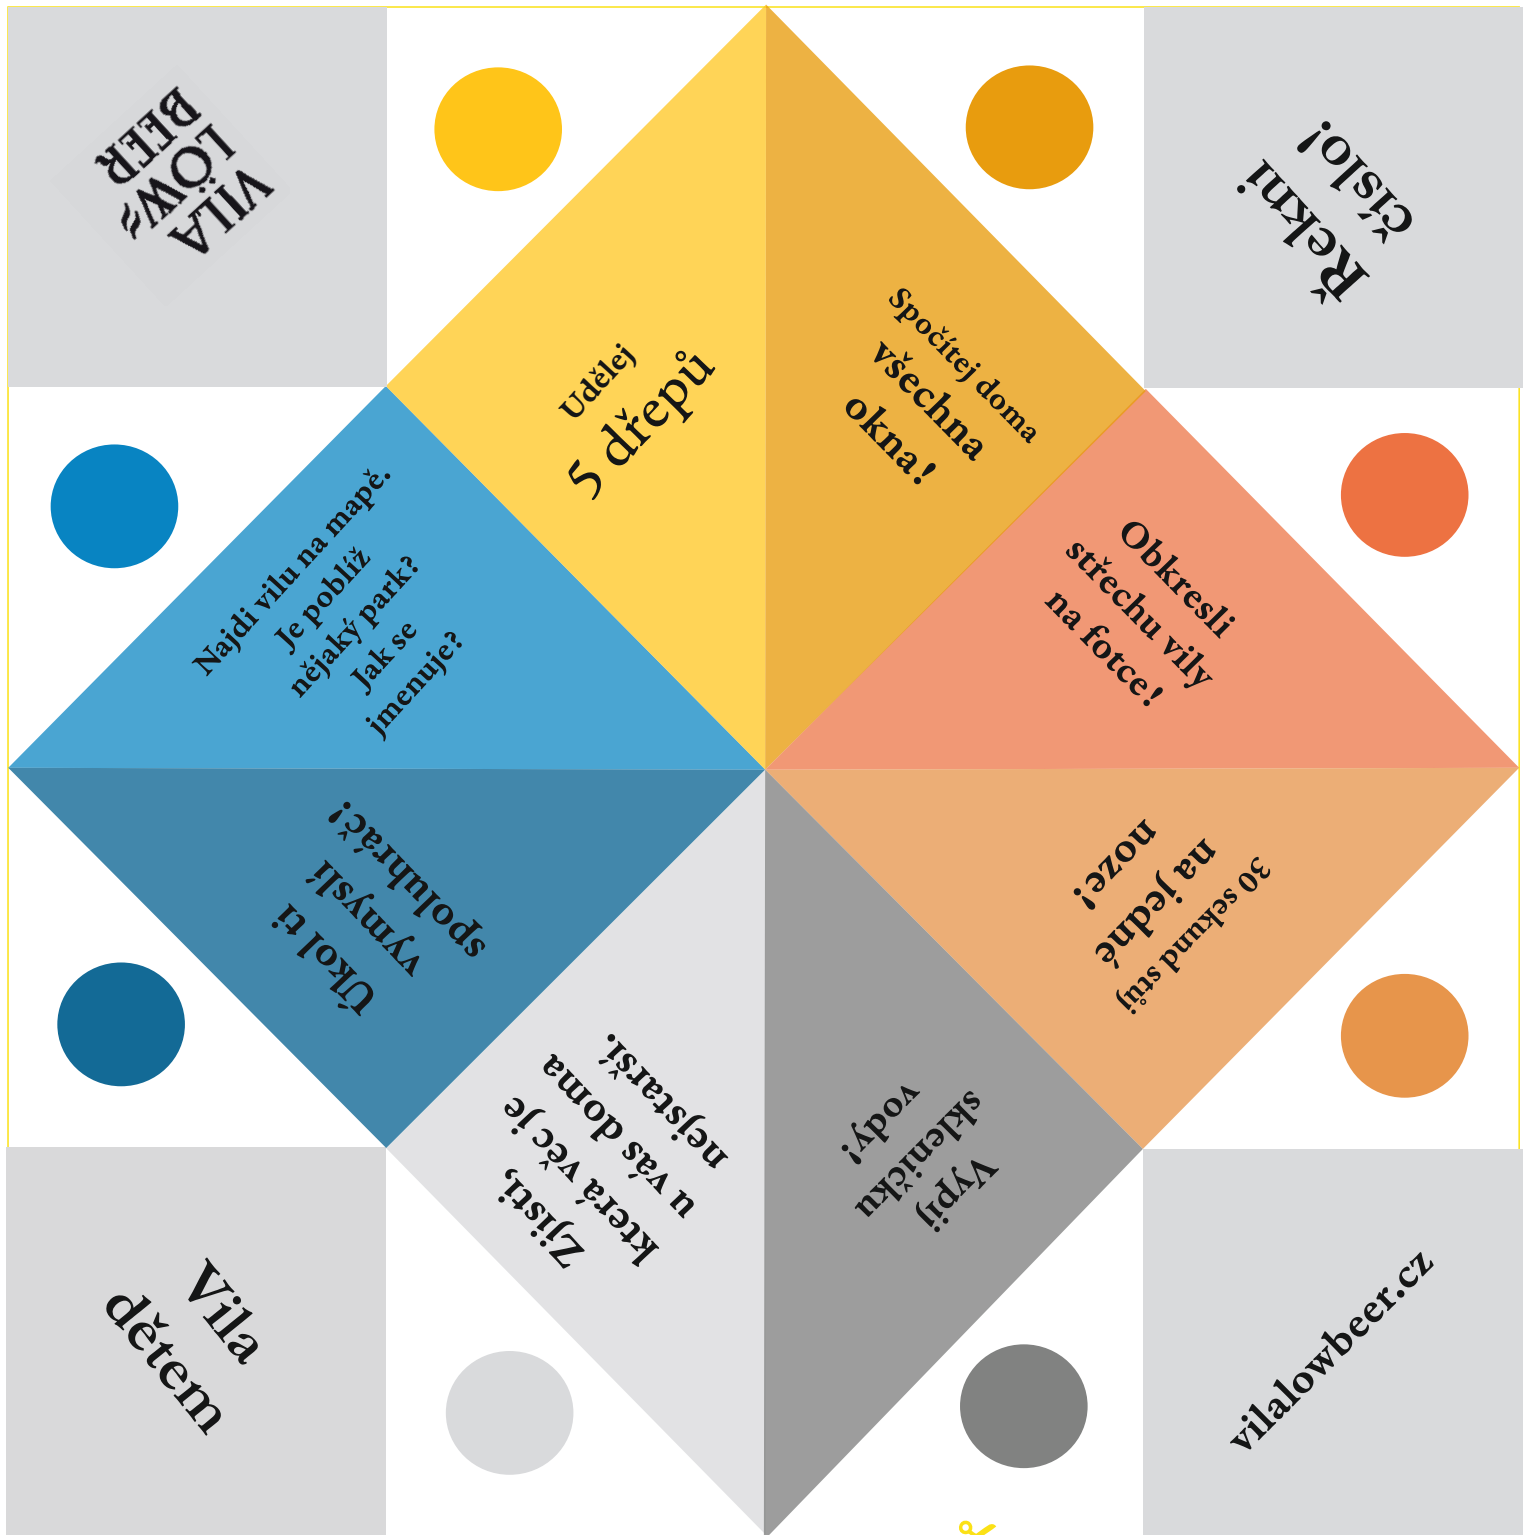 VILA
LÖW
BEER
Řekni
číslo!
Udělej
5 dřepů
Spočítej doma
všechna
okna!
Najdi vilu na mapě.
Je poblíž
nějaký park?
Jak se
jmenuje?
Obkresli
střechu vily
na fotce!
Úkol ti
vymyslí
spoluhráč!
30 sekund stůj
na jedné
noze!
Zjisti,
která věc je
u vás doma
nejstarší.
Vypij
skleničku
vody!
Vila
dětem
vilalowbeer.cz